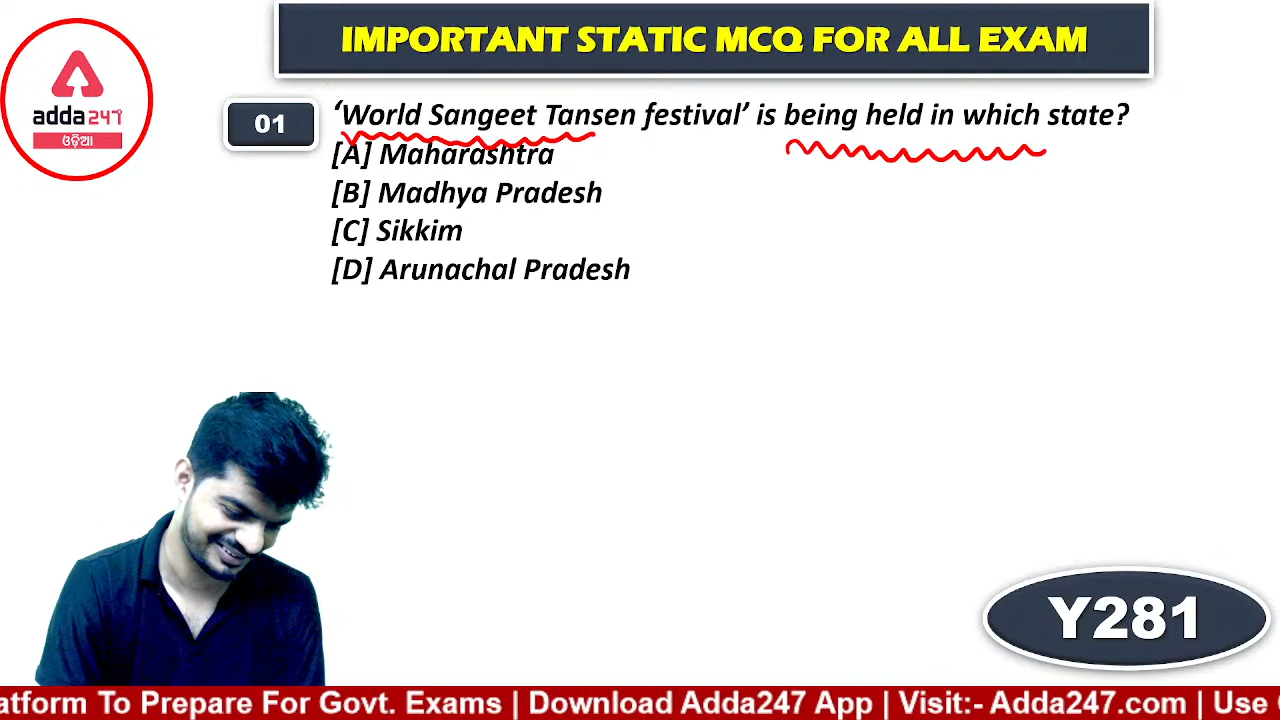 IMPORTANT STATIC MCQ FOR ALL EXAM
adda247
ଓଡ଼ିଆ
01
‘World Sangeet Tansen festival’ is being held in which state?
[A] Maharashtra
[B] Madhya Pradesh
[C] Sikkim
[D] Arunachal Pradesh
Y281
atform To Prepare For Govt. Exams | Download Adda247 App | Visit:- Adda247.com | Use